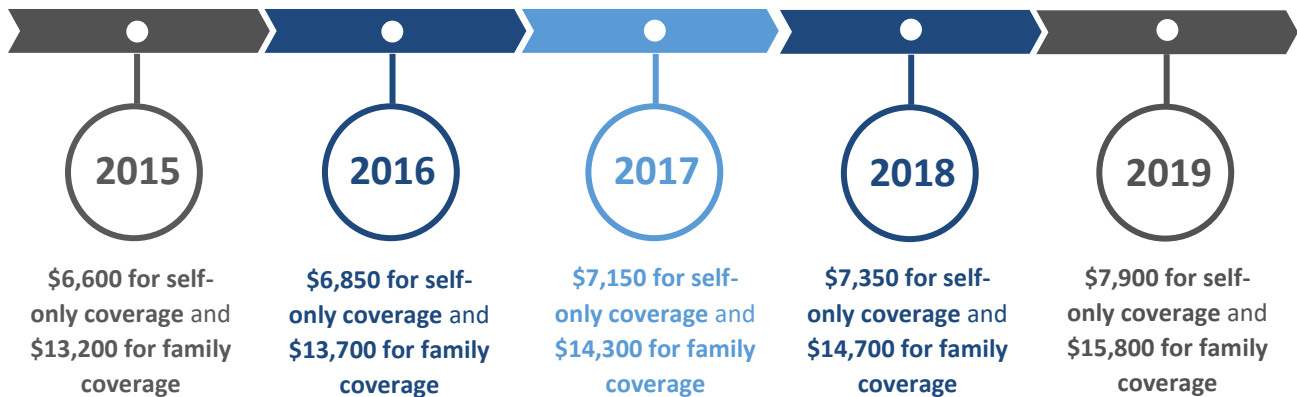 2015
$6,600 for self-
only coverage and
$13,200 for family
coverage
2016
$6,850 for self-
only coverage and
$13,700 for family
coverage
2017
$7,150 for self-
only coverage and
$14,300 for family
coverage
2018
$7,350 for self-
only coverage and
$14,700 for family
coverage
2019
$7,900 for self-
only coverage and
$15,800 for family
coverage